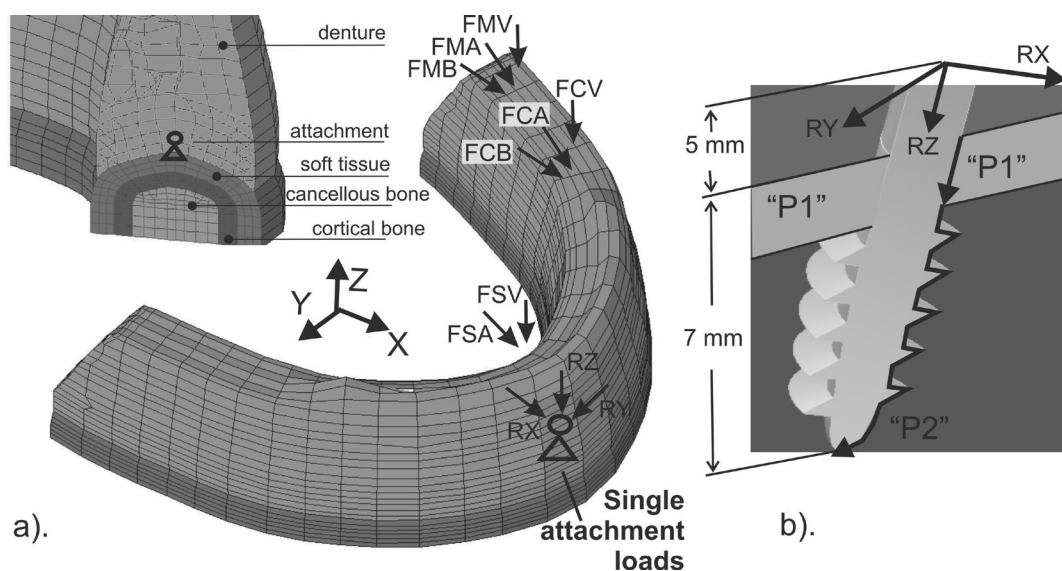 denture
attachment
soft tissue
cancellous bone
cortical bone
FMV
FMA
FMB
FCV
FCA
FCB
Z
Y
X
FSV
FSA
RZ
RY
RX
Single
attachment
loads
a).
RX
RY
RZ
5 mm
"P1"
"P1"
7 mm
"P2"
b).